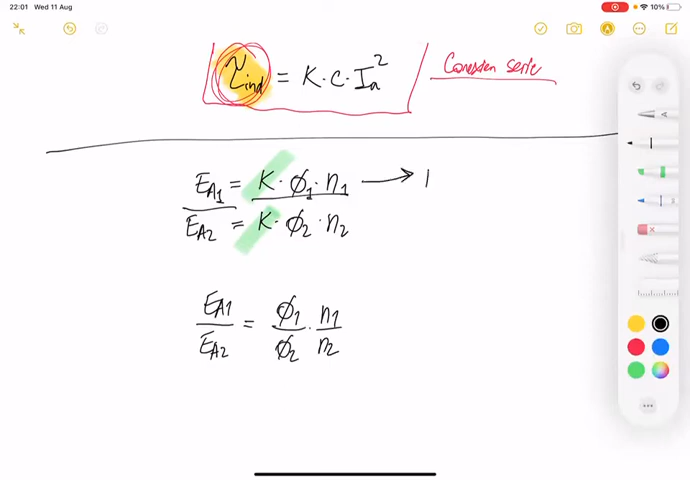 22:01 Wed 11 Aug 10%
τind = K·C·Ia² Conexión serie
EA1 = K·ϕ1·n1 → 1
EA2 = K·ϕ2·n2
EA1/EA2 = ϕ1/ϕ2 · n1/n2
A